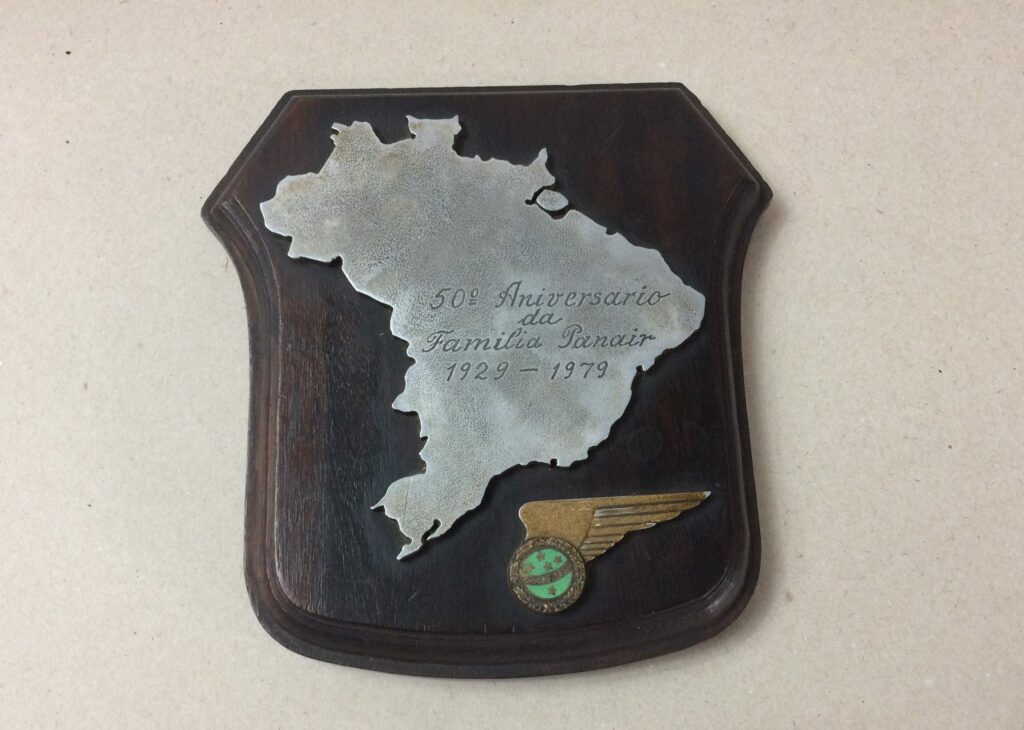 50º Aniversario
da
Familia Panair
1929 — 1979